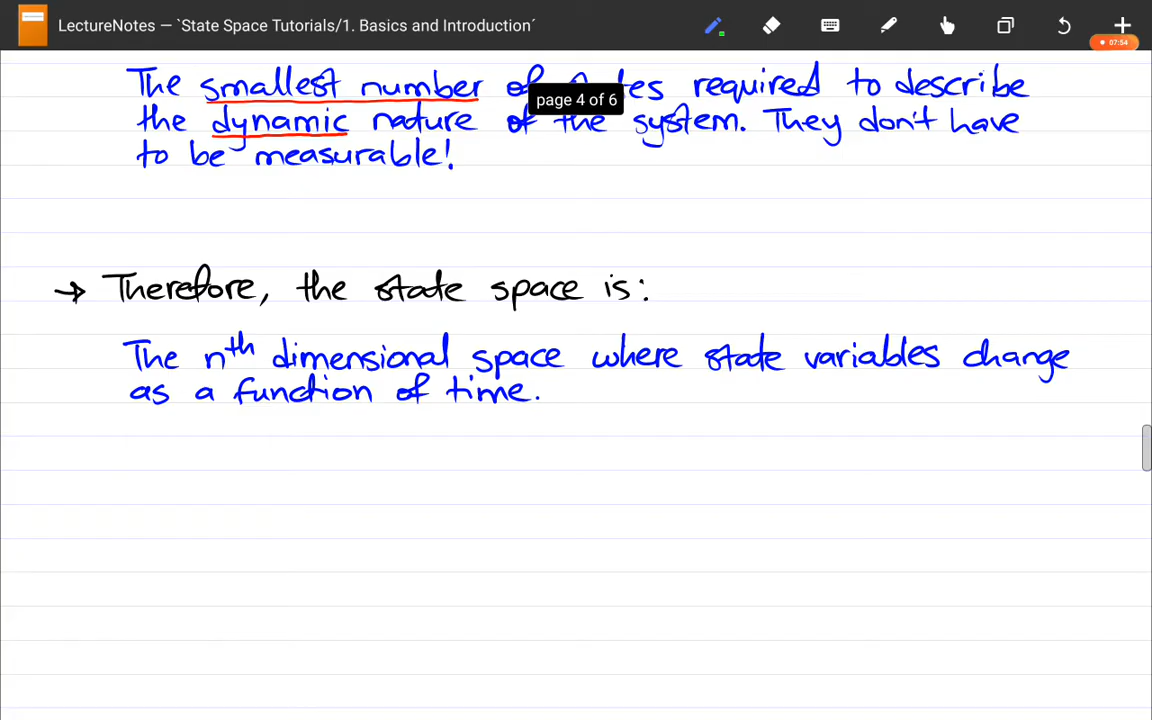 LectureNotes — `State Space Tutorials/1. Basics and Introduction´
07:54
The smallest number of required to describe
page 4 of 6
the dynamic nature of the system. They don't have
to be measurable!
→ Therefore, the state space is:
The nth dimensional space where state variables change
as a function of time.